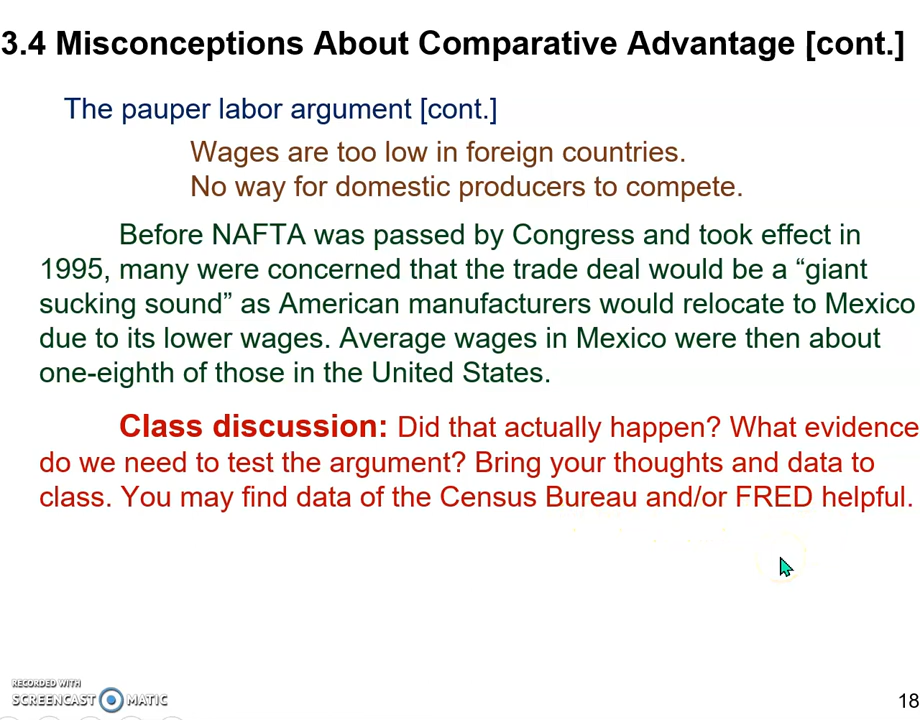 3.4 Misconceptions About Comparative Advantage [cont.]
The pauper labor argument [cont.]
Wages are too low in foreign countries.
No way for domestic producers to compete.
Before NAFTA was passed by Congress and took effect in
1995, many were concerned that the trade deal would be a “giant
sucking sound” as American manufacturers would relocate to Mexico
due to its lower wages. Average wages in Mexico were then about
one-eighth of those in the United States.
Class discussion: Did that actually happen? What evidence
do we need to test the argument? Bring your thoughts and data to
class. You may find data of the Census Bureau and/or FRED helpful.
RECORDED WITH
SCREENCAST MATIC
18